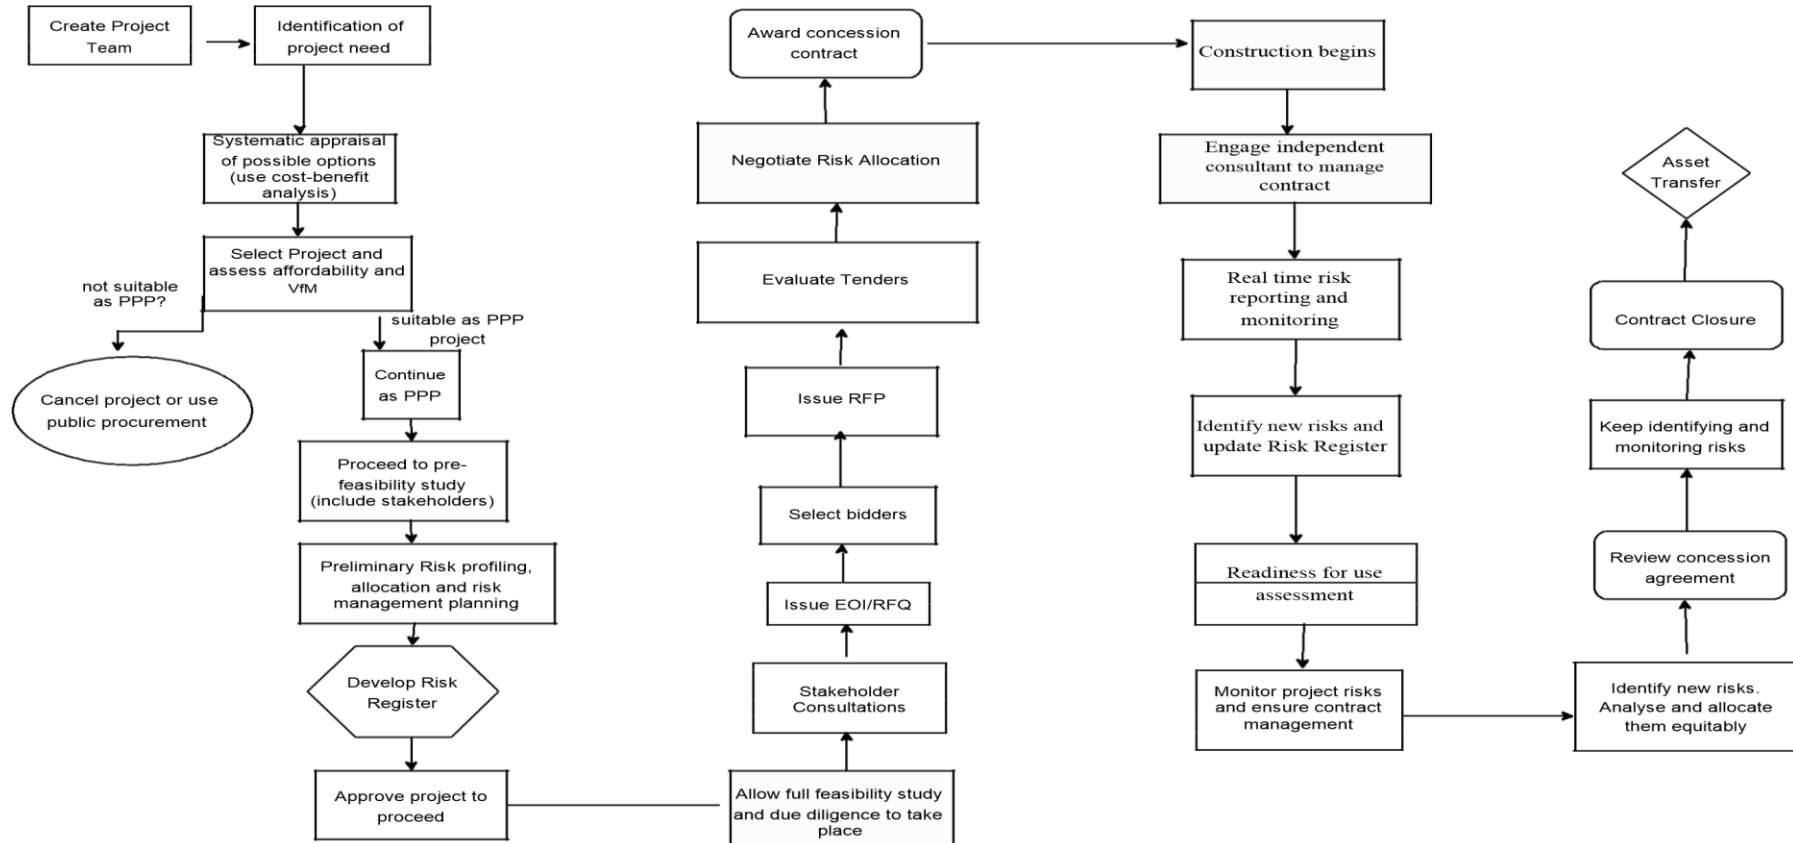 Create Project
Team
Identification of
project need
Systematic appraisal
of possible options
(use cost-benefit
analysis)
Select Project and
assess affordability and
VfM
not suitable
as PPP?
suitable as PPP
project
Cancel project or use
public procurement
Continue
as PPP
Proceed to pre-
feasibility study
(include stakeholders)
Preliminary Risk profiling,
allocation and risk
management planning
Develop Risk
Register
Approve project to
proceed
Allow full feasibility study
and due diligence to take
place
Stakeholder
Consultations
Issue EOI/RFQ
Select bidders
Issue RFP
Evaluate Tenders
Negotiate Risk Allocation
Award concession
contract
Construction begins
Engage independent
consultant to manage
contract
Real time risk
reporting and
monitoring
Identify new risks and
update Risk Register
Readiness for use
assessment
Monitor project risks
and ensure contract
management
Identify new risks.
Analyse and allocate
them equitably
Review concession
agreement
Keep identifying and
monitoring risks
Contract Closure
Asset
Transfer